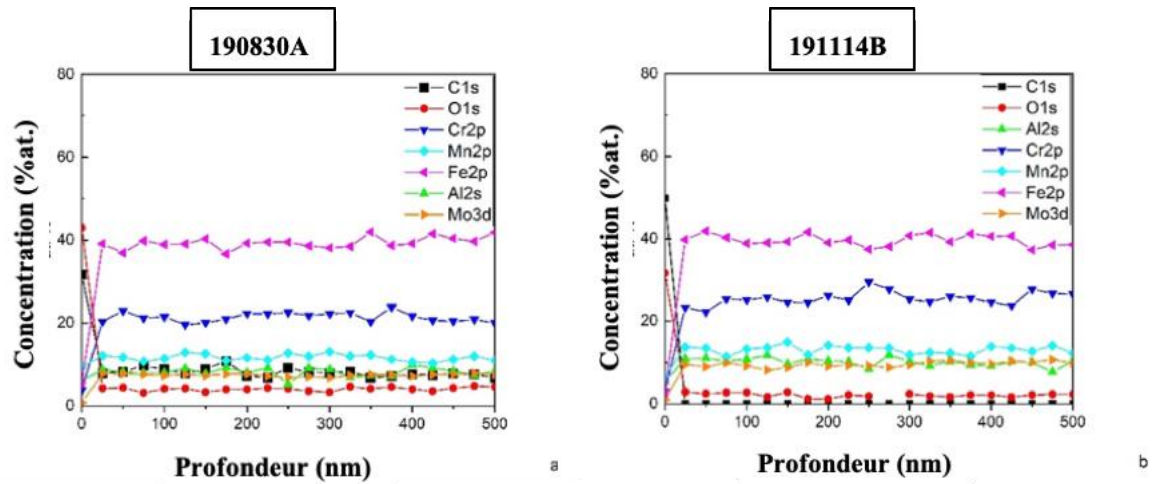 190830A
80
60
40
20
0
0
100
200
300
400
500
C1s
O1s
Cr2p
Mn2p
Fe2p
Al2s
Mo3d
Concentration (%at.)
Profondeur (nm)
a
191114B
80
60
40
20
0
0
100
200
300
400
500
C1s
O1s
Al2s
Cr2p
Mn2p
Fe2p
Mo3d
Concentration (%at.)
Profondeur (nm)
b